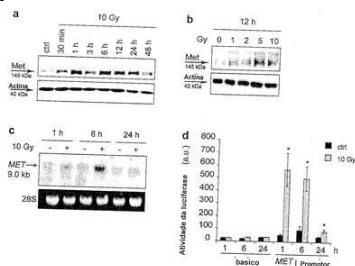 a
10 Gy
ctrl
30 min
1 h
3 h
6 h
12 h
24 h
48 h
Met
145 kDa
Actina
42 kDa
b
12 h
Gy 0 1 2 5 10
Met
145 kDa
Actina
42 kDa
c
1 h 6 h 24 h
10 Gy - + - + - +
MET
9.0 kb
28S
d
Atividade da luciferase
(a.u.)
800
700
600
500
400
300
200
100
0
ctrl
10 Gy
* * *
1 6 24 1 6 24 h
basico MET Promotor